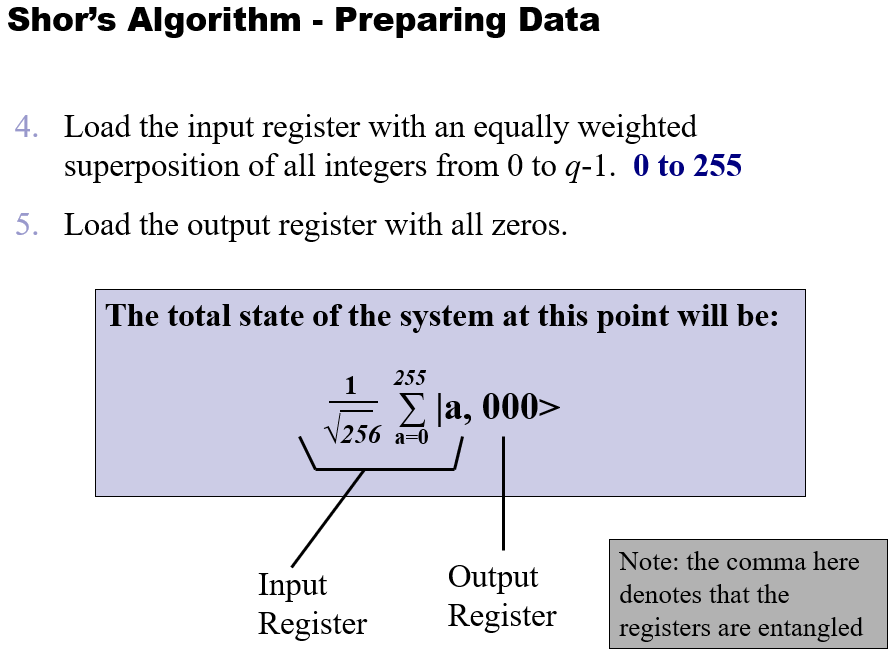 Shor’s Algorithm - Preparing Data
4. Load the input register with an equally weighted
superposition of all integers from 0 to q-1. 0 to 255
5. Load the output register with all zeros.
The total state of the system at this point will be:
1
255
√256
Σ
|a, 000>
a=0
Input
Register
Output
Register
Note: the comma here
denotes that the
registers are entangled